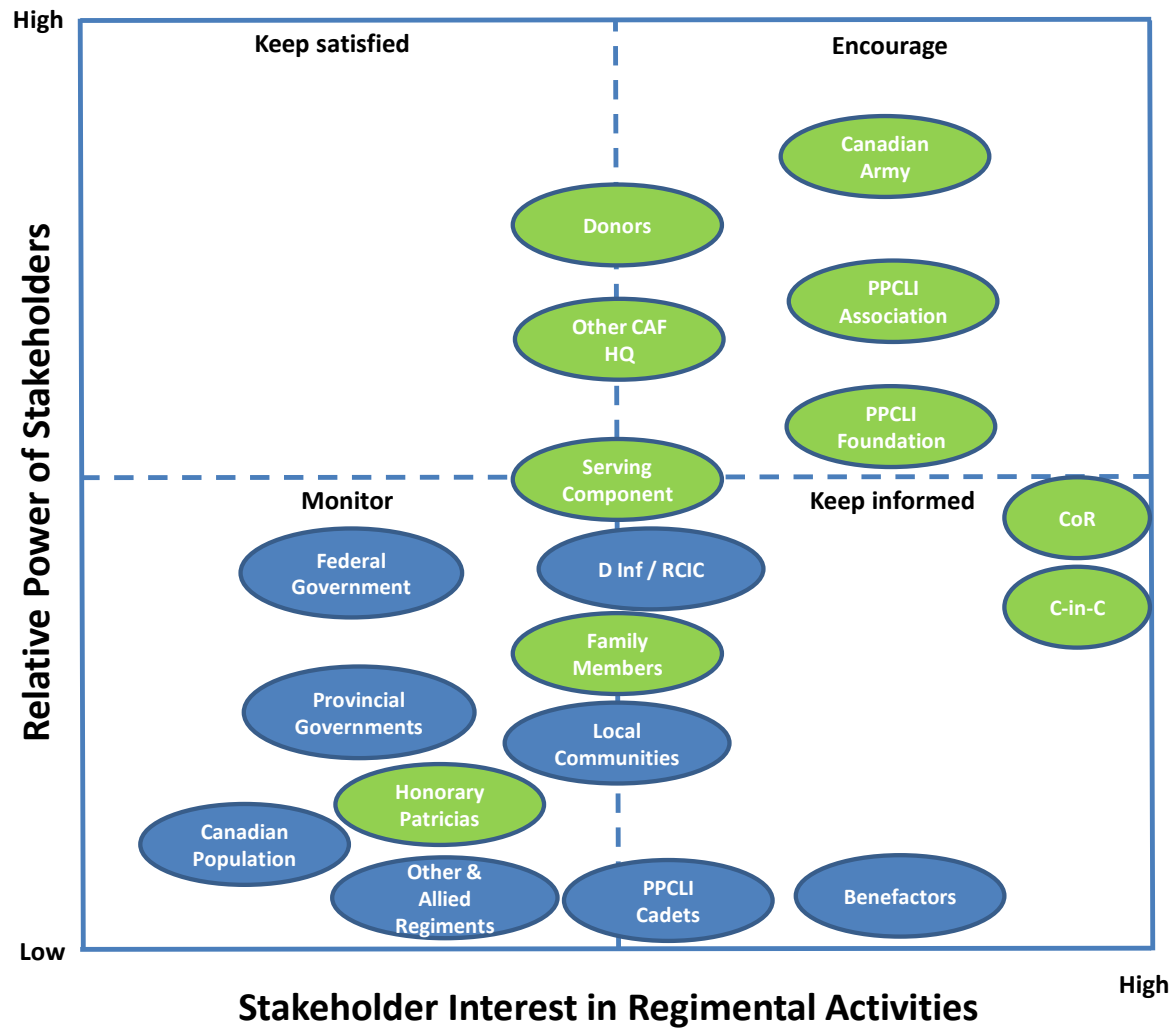 High
Keep satisfied
Encourage
Canadian
Army
Donors
PPCLI
Association
Other CAF
HQ
PPCLI
Foundation
Serving
Component
Monitor
Keep informed
CoR
Federal
Government
D Inf / RCIC
C-in-C
Family
Members
Provincial
Governments
Local
Communities
Honorary
Patricias
Canadian
Population
Other &
Allied
Regiments
PPCLI
Cadets
Benefactors
Relative Power of Stakeholders
Low
High
Stakeholder Interest in Regimental Activities